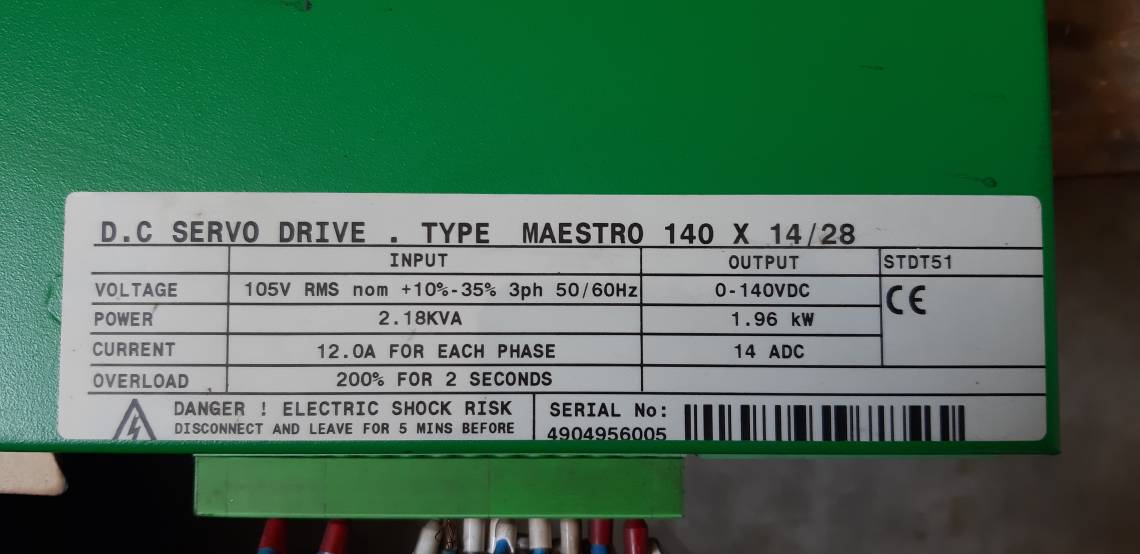 D.C SERVO DRIVE . TYPE MAESTRO 140 X 14/28
INPUT OUTPUT STDT51
VOLTAGE 105V RMS nom +10%-35% 3ph 50/60Hz 0-140VDC
CE
POWER 2.18KVA 1.96 kW
CURRENT 12.0A FOR EACH PHASE 14 ADC
OVERLOAD 200% FOR 2 SECONDS
DANGER ! ELECTRIC SHOCK RISK SERIAL No:
DISCONNECT AND LEAVE FOR 5 MINS BEFORE 4904956005